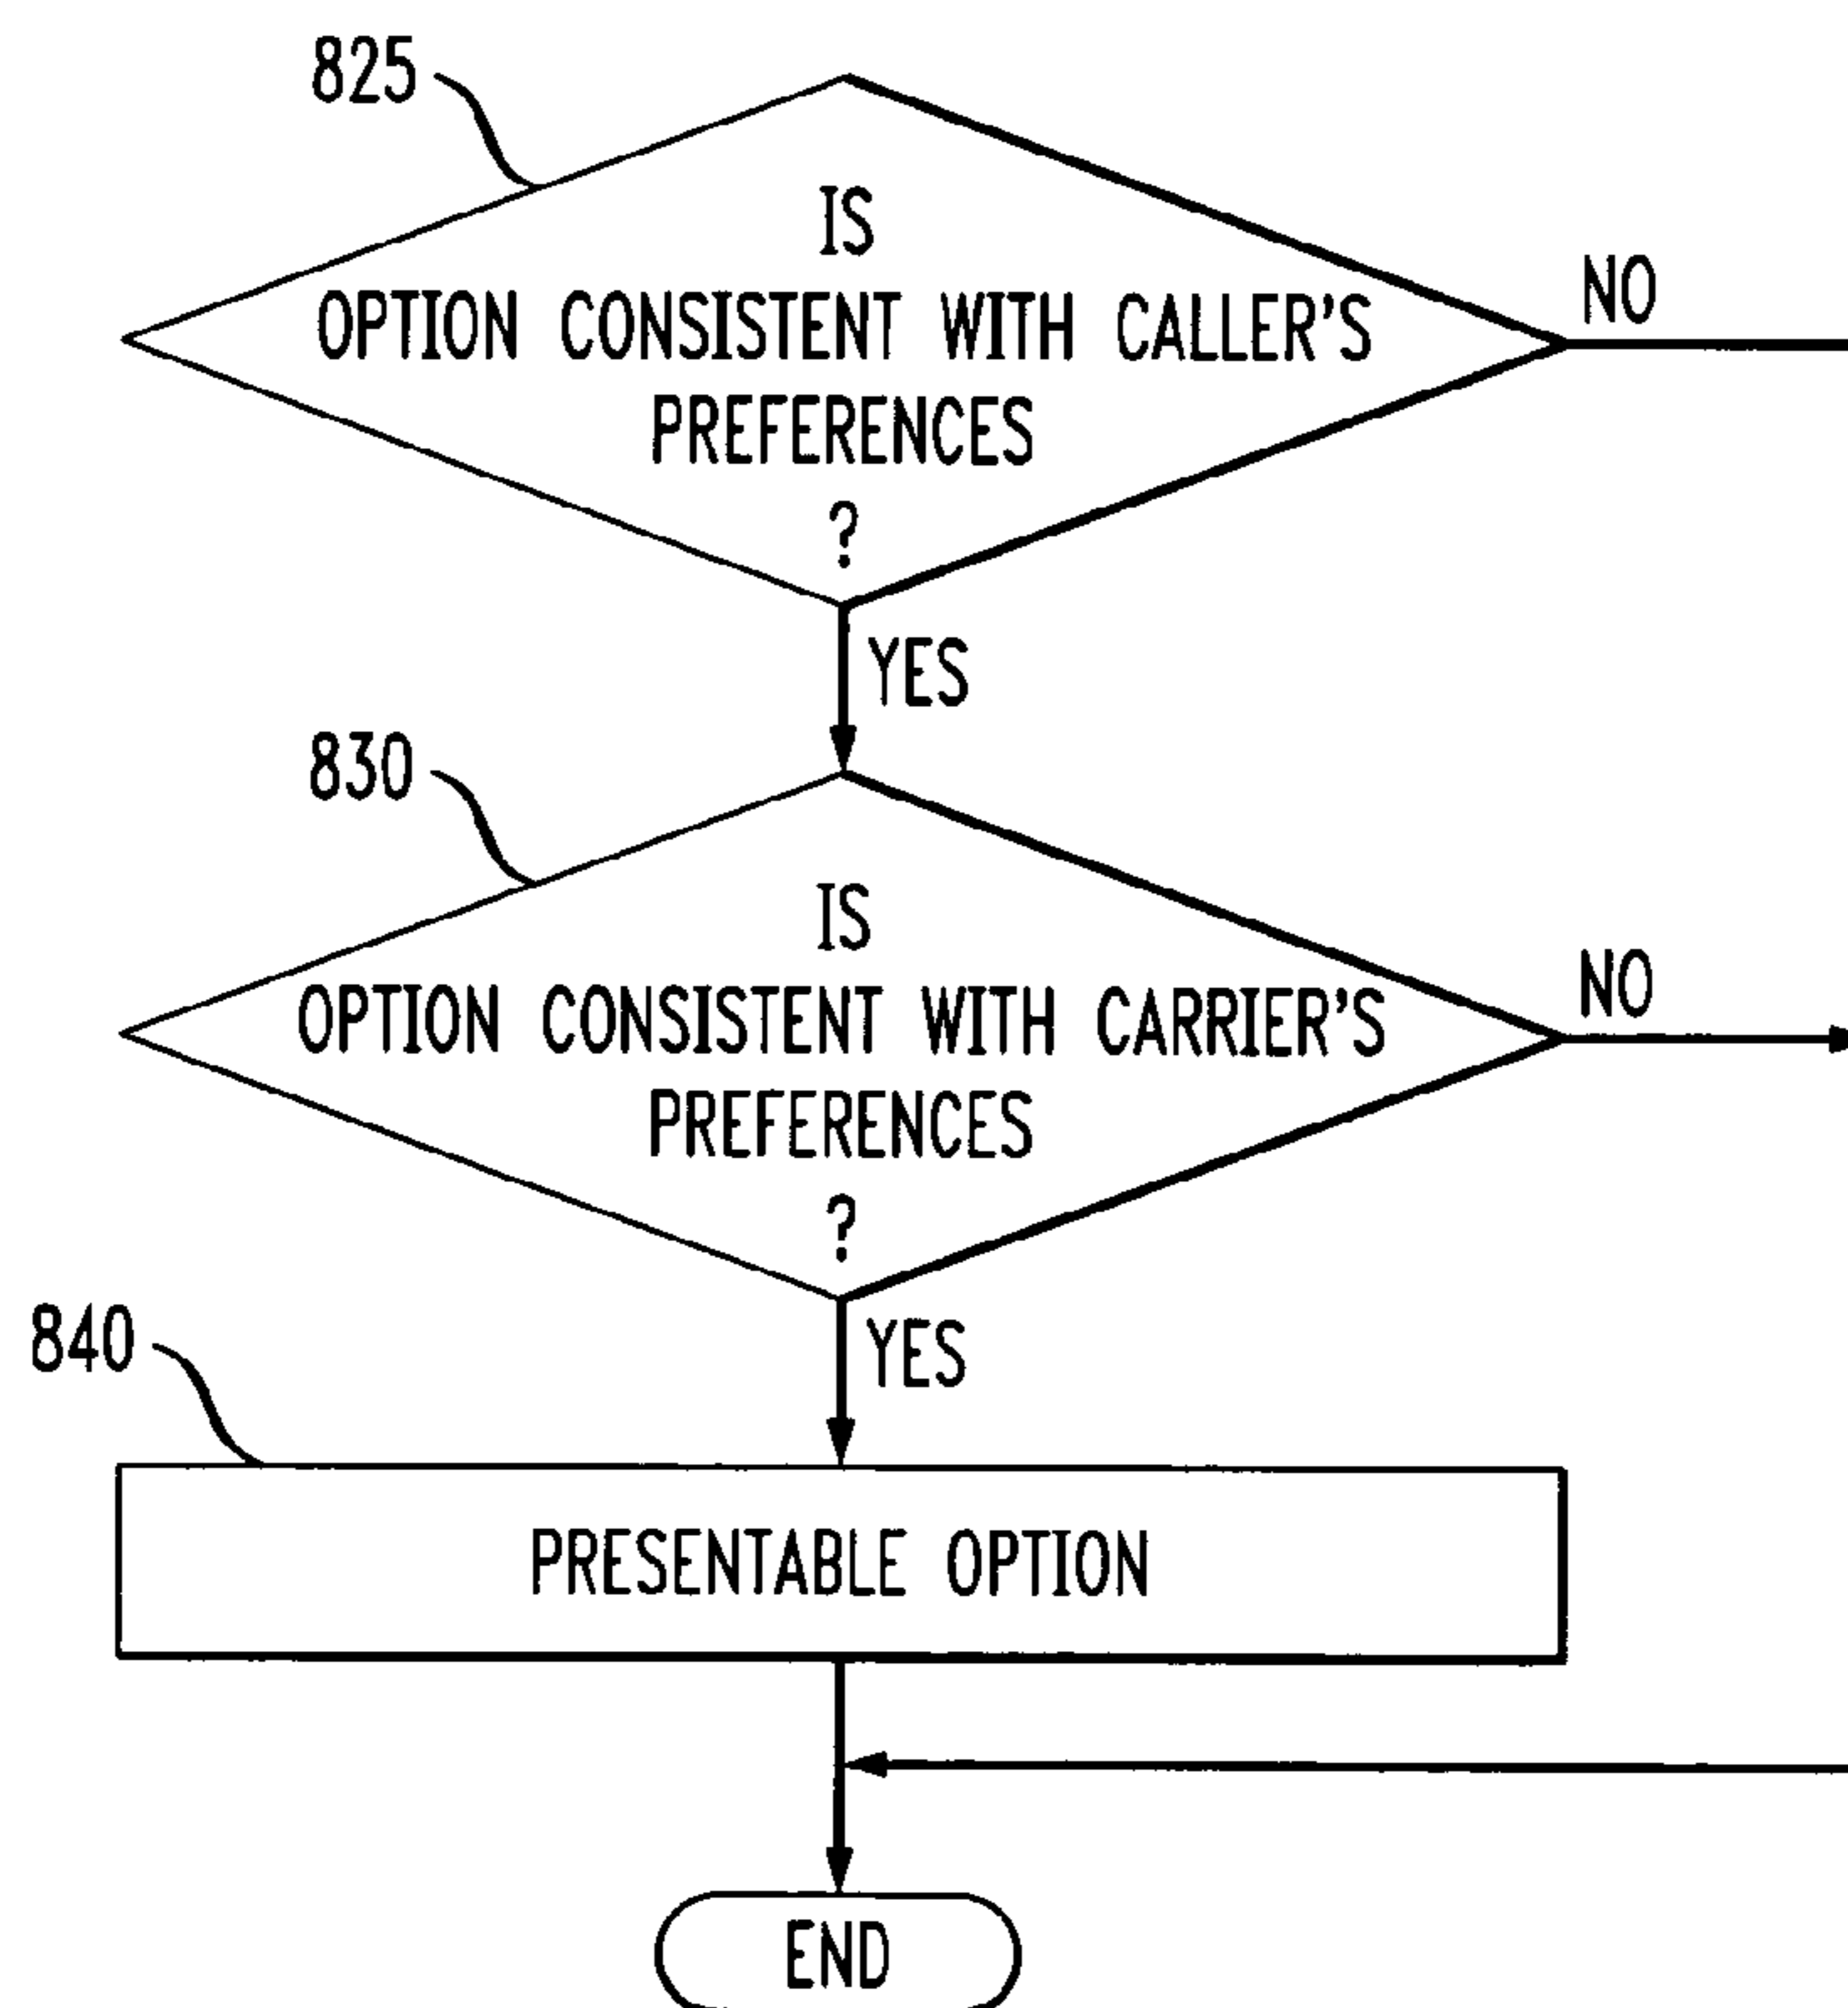 825
IS
OPTION CONSISTENT WITH CALLER'S
PREFERENCES
?
NO
YES
830
IS
OPTION CONSISTENT WITH CARRIER'S
PREFERENCES
?
NO
YES
840
PRESENTABLE OPTION
END